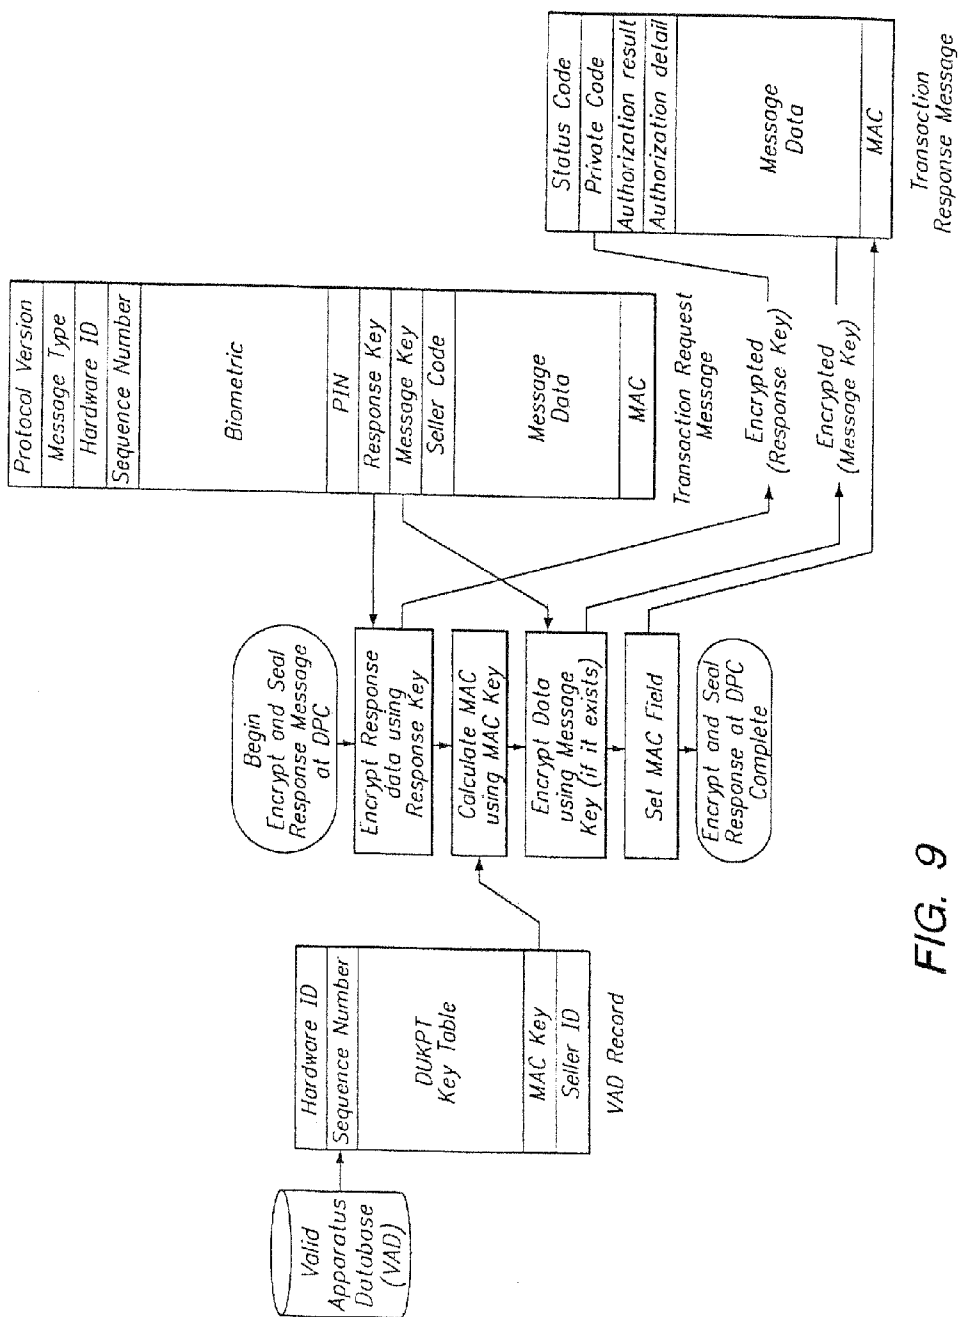 Valid
Apparatus
Database
(VAD)
Hardware ID
Sequence Number
DUKPT
Key Table
MAC Key
Seller ID
VAD Record
Begin
Encrypt and Seal
Response Message
at DPC
Encrypt Response
data using
Response Key
Calculate MAC
using MAC Key
Encrypt Data
using Message
Key (if it exists)
Set MAC Field
Encrypt and Seal
Response at DPC
Complete
Protocol Version
Message Type
Hardware ID
Sequence Number
Biometric
PIN
Response Key
Message Key
Seller Code
Message
Data
MAC
Transaction Request
Message
Encrypted
(Response Key)
Encrypted
(Message Key)
Status Code
Private Code
Authorization result
Authorization detail
Message
Data
MAC
Transaction
Response Message
FIG. 9